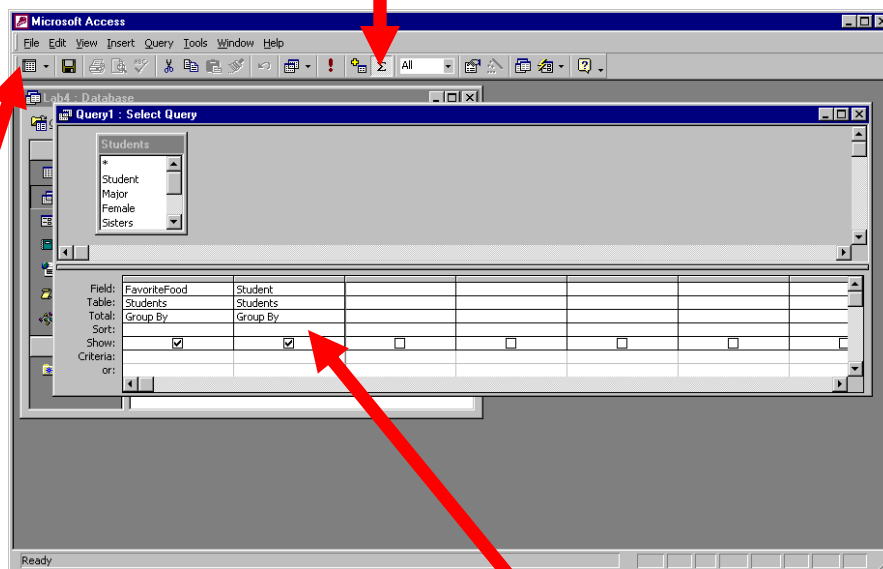 Microsoft Access
File Edit View Insert Query Tools Window Help
Σ All
Lab4 : Database
Query1 : Select Query
Students
*
Student
Major
Female
Sisters
Field: FavoriteFood Student
Table: Students Students
Total: Group By Group By
Sort:
Show:
Criteria:
or:
Ready